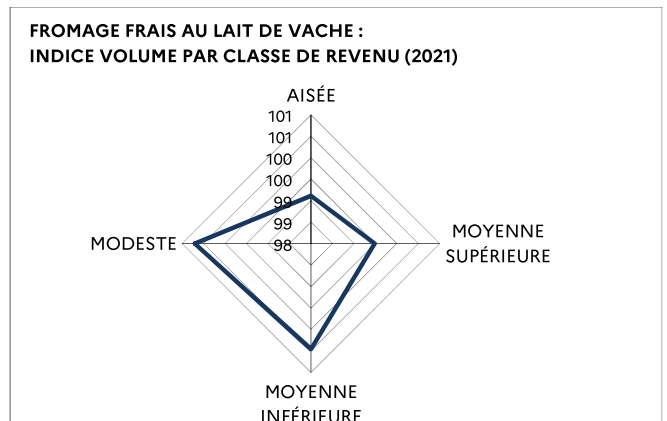 FROMAGE FRAIS AU LAIT DE VACHE :
INDICE VOLUME PAR CLASSE DE REVENU (2021)
AISÉE
101
101
100
100
99
99
98
MODESTE
MOYENNE
SUPÉRIEURE
MOYENNE
INFÉRIEURE